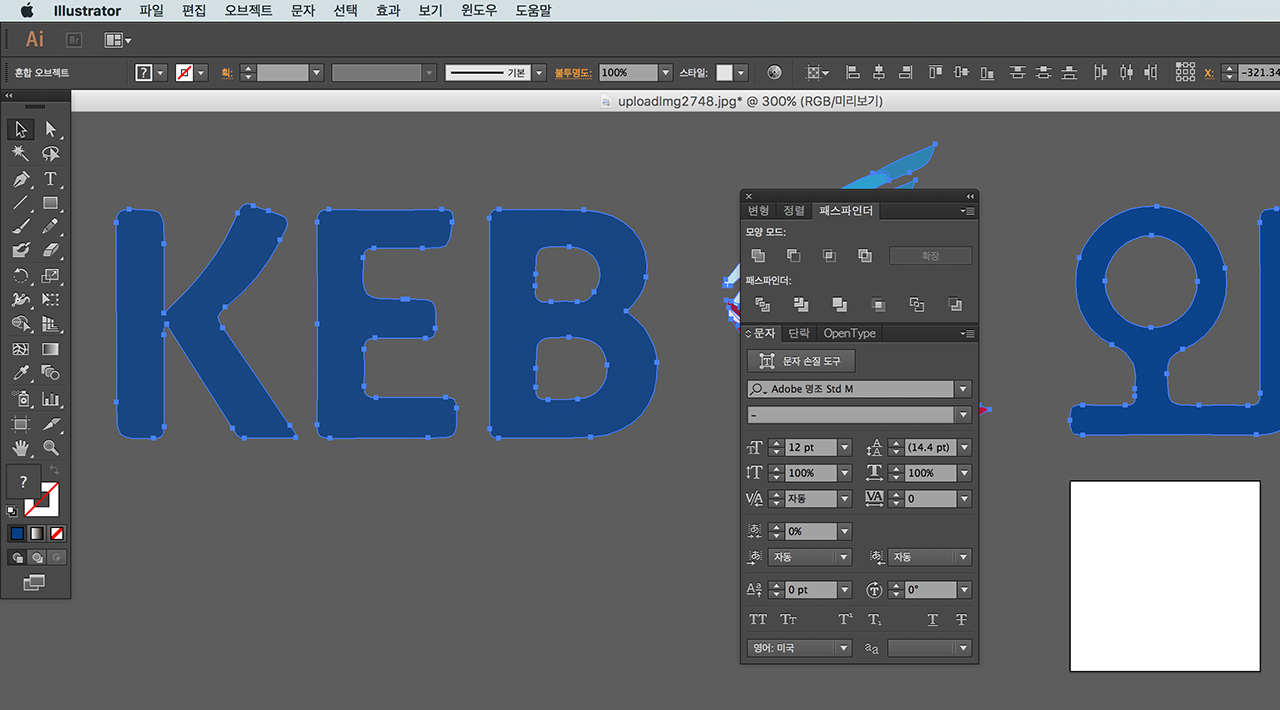 Illustrator 파일 편집 오브젝트 문자 선택 효과 보기 윈도우 도움말
Ai Br
혼합 오브젝트 ? 획: 기본 불투명도: 100% 스타일: X: -321.34
uploadImg2748.jpg* @ 300% (RGB/미리보기)
KEB
변형 정렬 패스파인더
모양 모드:
확장
패스파인더:
문자 단락 OpenType
문자 손질 도구
Adobe 명조 Std M
-
12 pt (14.4 pt)
100% 100%
자동 0
0%
자동 자동
0 pt 0°
영어: 미국
?